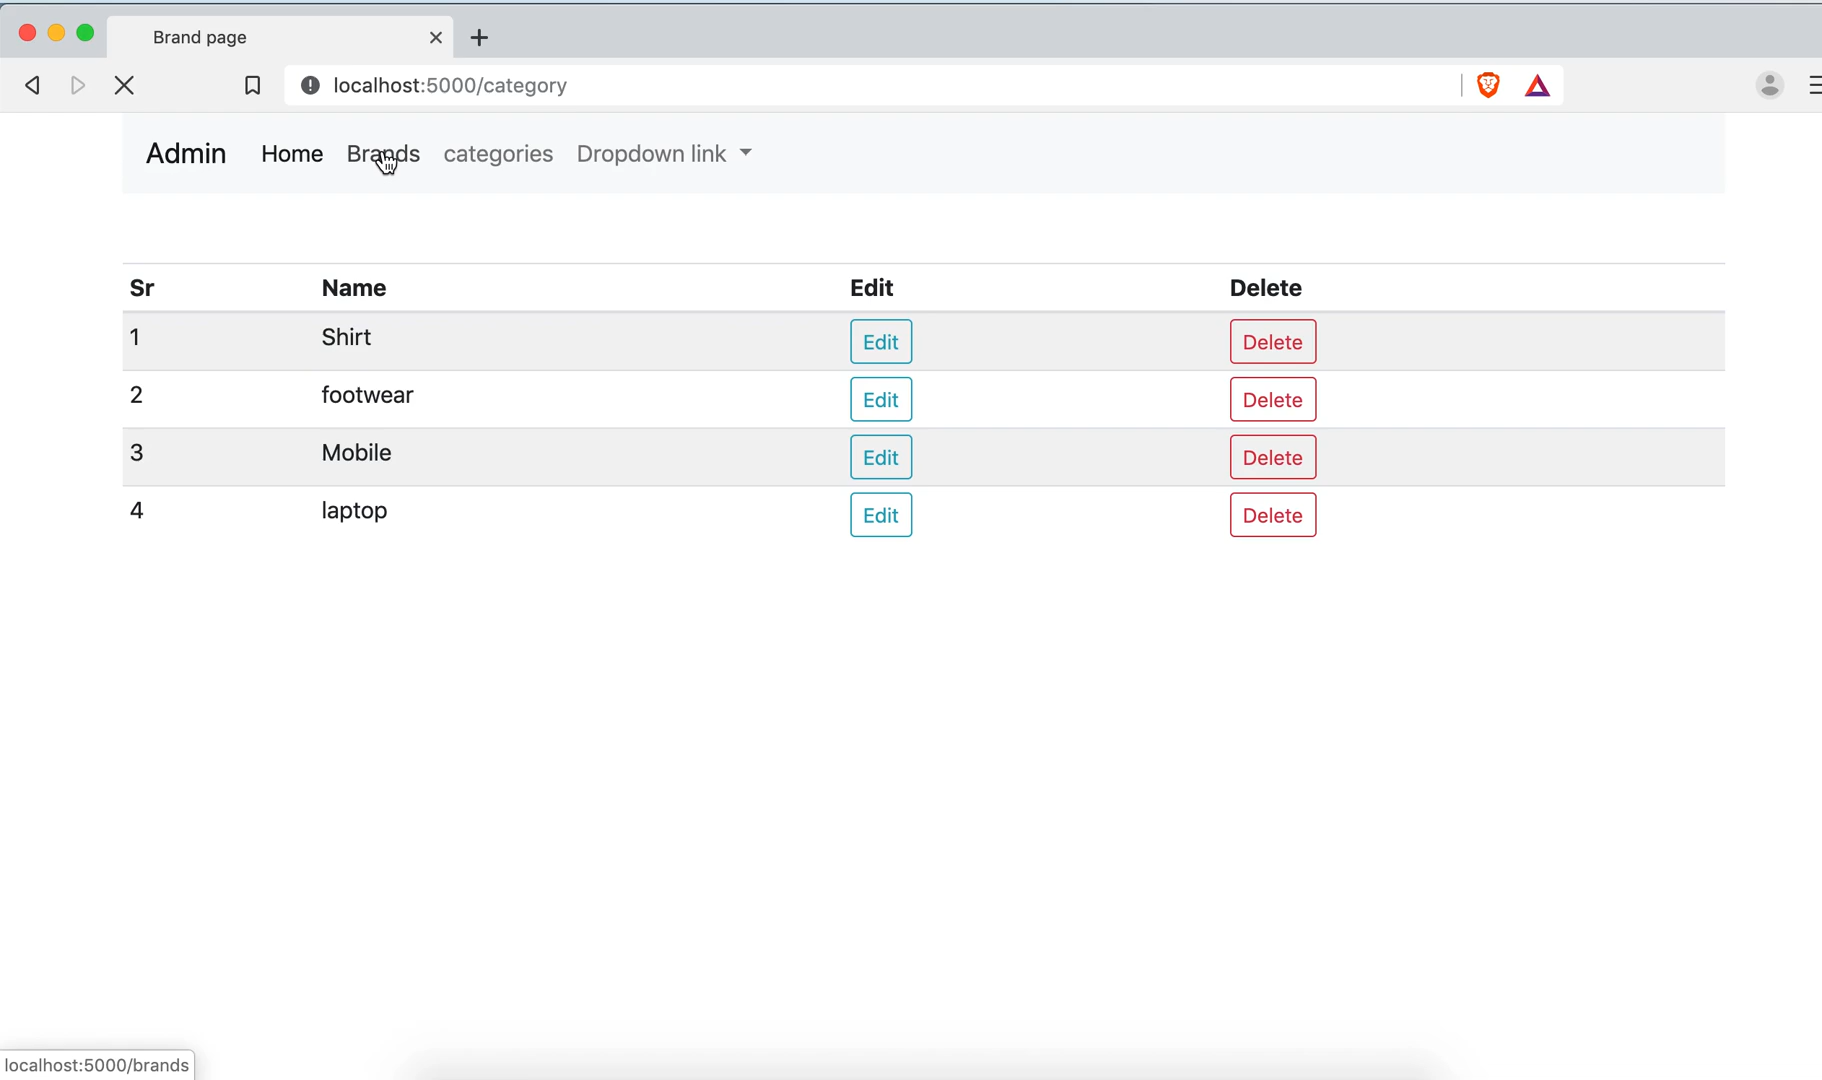 Brand page
localhost:5000/category
Admin Home Brands categories Dropdown link
Sr Name Edit Delete
1 Shirt Edit Delete
2 footwear Edit Delete
3 Mobile Edit Delete
4 laptop Edit Delete
localhost:5000/brands